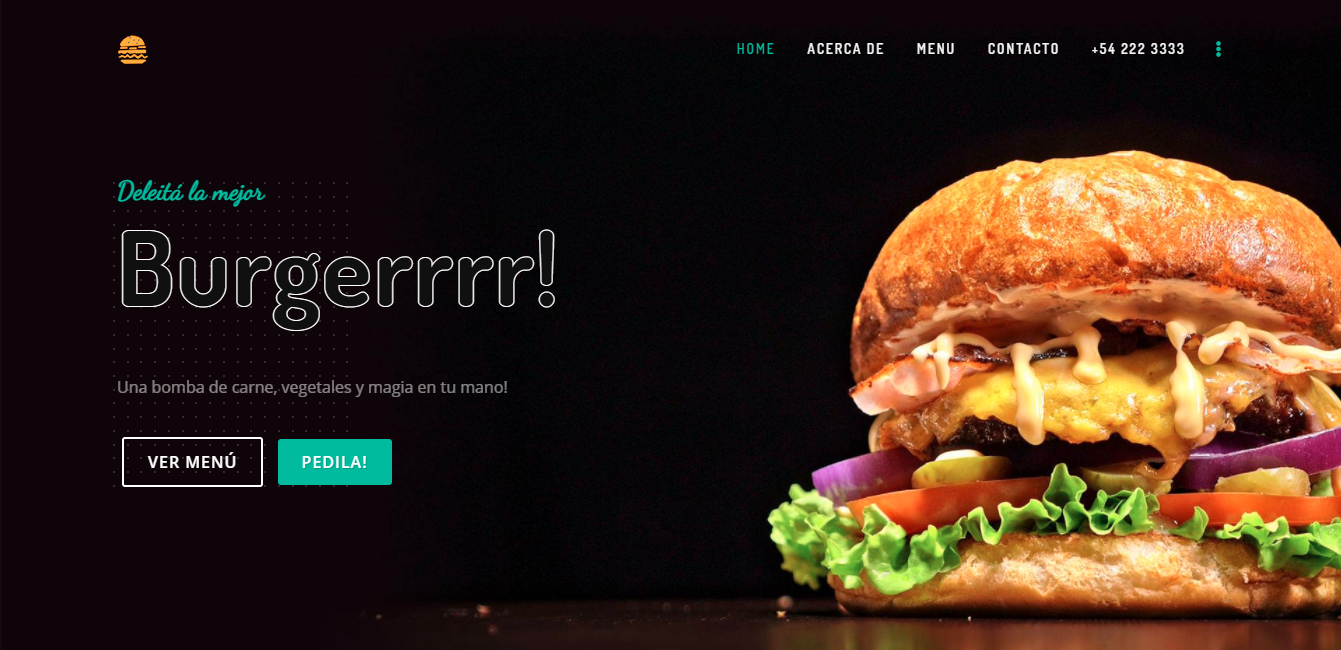 HOME ACERCA DE MENU CONTACTO +54 222 3333
Deleitá la mejor
Burgerrrr!
Una bomba de carne, vegetales y magia en tu mano!
VER MENÚ PEDILA!